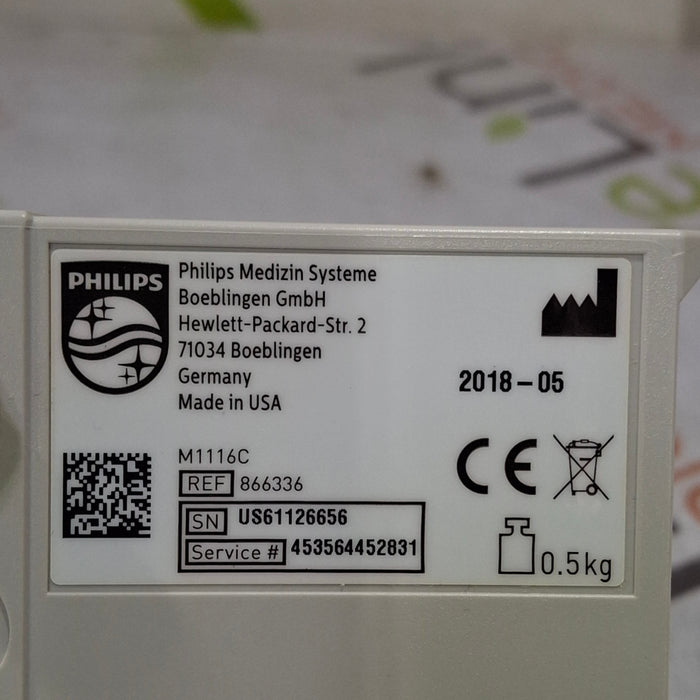 PHILIPS
Philips Medizin Systeme
Boeblingen GmbH
Hewlett-Packard-Str. 2
71034 Boeblingen
Germany
Made in USA
2018-05
M1116C
REF 866336
SN US61126656
Service # 453564452831
CE
0.5kg